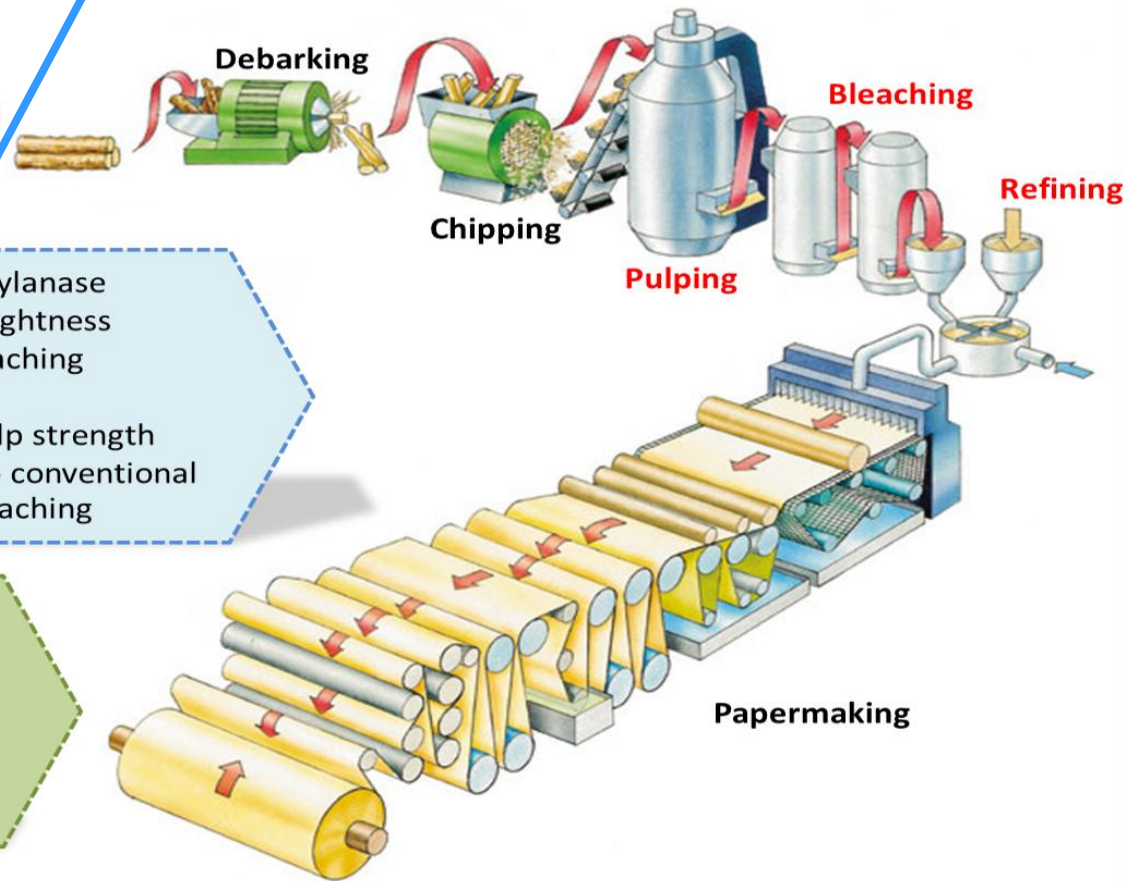 Debarking
Bleaching
Refining
Chipping
Pulping
ylanase
ghtness
aching
lp strength
conventional
aching
Papermaking